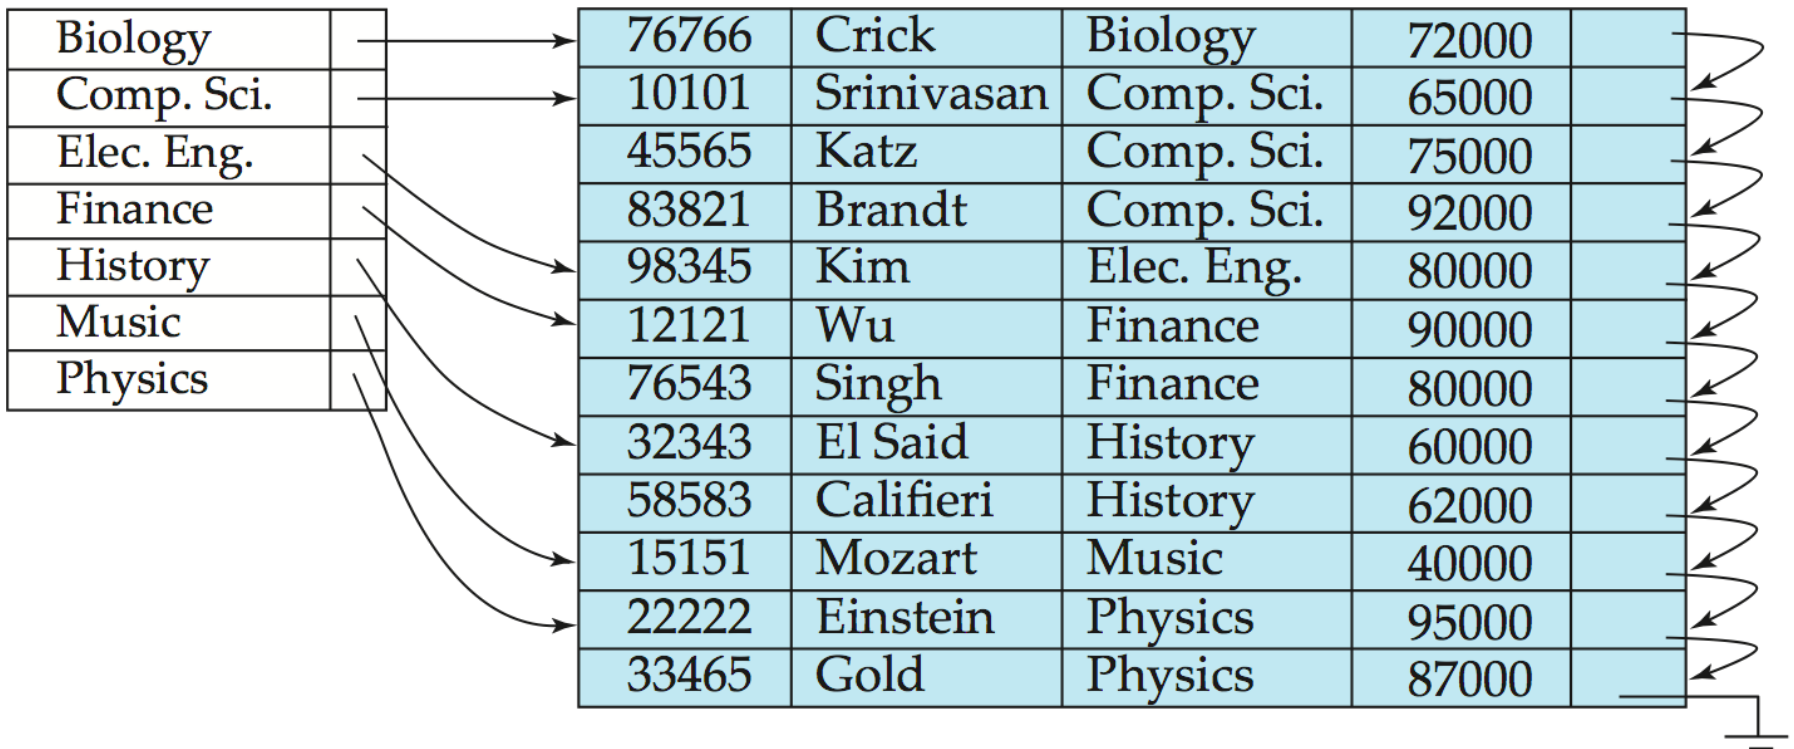 Biology
Comp. Sci.
Elec. Eng.
Finance
History
Music
Physics
76766 Crick Biology 72000
10101 Srinivasan Comp. Sci. 65000
45565 Katz Comp. Sci. 75000
83821 Brandt Comp. Sci. 92000
98345 Kim Elec. Eng. 80000
12121 Wu Finance 90000
76543 Singh Finance 80000
32343 El Said History 60000
58583 Califieri History 62000
15151 Mozart Music 40000
22222 Einstein Physics 95000
33465 Gold Physics 87000